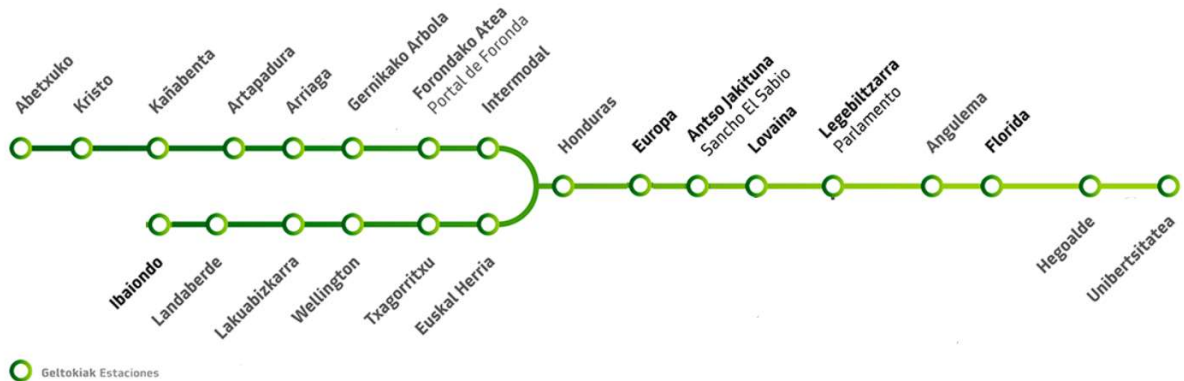 Abetxuko
Kristo
Kañabenta
Artapadura
Arriaga
Gernikako Arbola
Forondako Atea
Portal de Foronda
Intermodal
Honduras
Europa
Antso Jakituna
Sancho El Sabio
Lovaina
Legebiltzarra
Parlamento
Angulema
Florida
Ibaiondo
Landaberde
Lakuabizkarra
Wellington
Txagorritxu
Euskal Herria
Hegoalde
Unibertsitatea
Geltokiak Estaciones